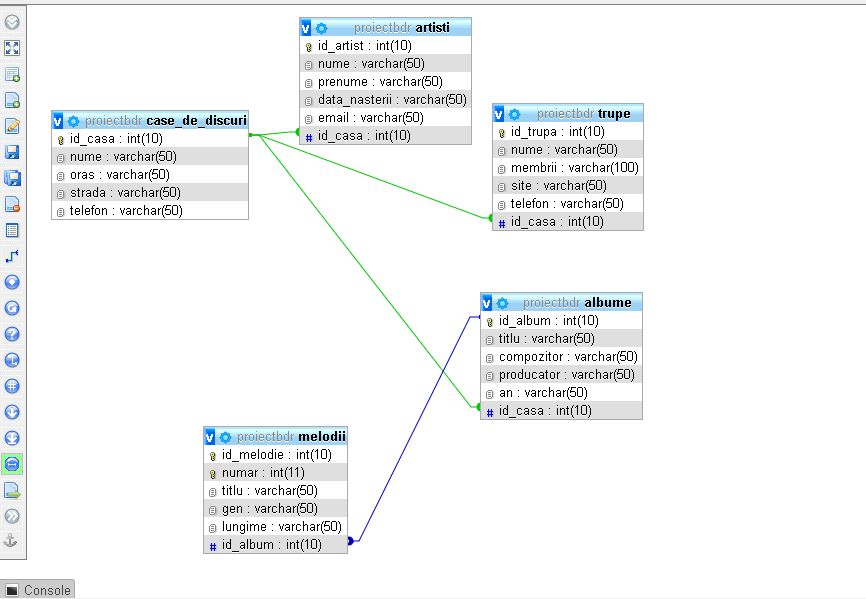 proiectbdr artisti
id_artist : int(10)
nume : varchar(50)
prenume : varchar(50)
data_nasterii : varchar(50)
email : varchar(50)
# id_casa : int(10)
proiectbdr case_de_discuri
id_casa : int(10)
nume : varchar(50)
oras : varchar(50)
strada : varchar(50)
telefon : varchar(50)
proiectbdr trupe
id_trupa : int(10)
nume : varchar(50)
membrii : varchar(100)
site : varchar(50)
telefon : varchar(50)
# id_casa : int(10)
proiectbdr albume
id_album : int(10)
titlu : varchar(50)
compozitor : varchar(50)
producator : varchar(50)
an : varchar(50)
# id_casa : int(10)
proiectbdr melodii
id_melodie : int(10)
numar : int(11)
titlu : varchar(50)
gen : varchar(50)
lungime : varchar(50)
# id_album : int(10)
Console